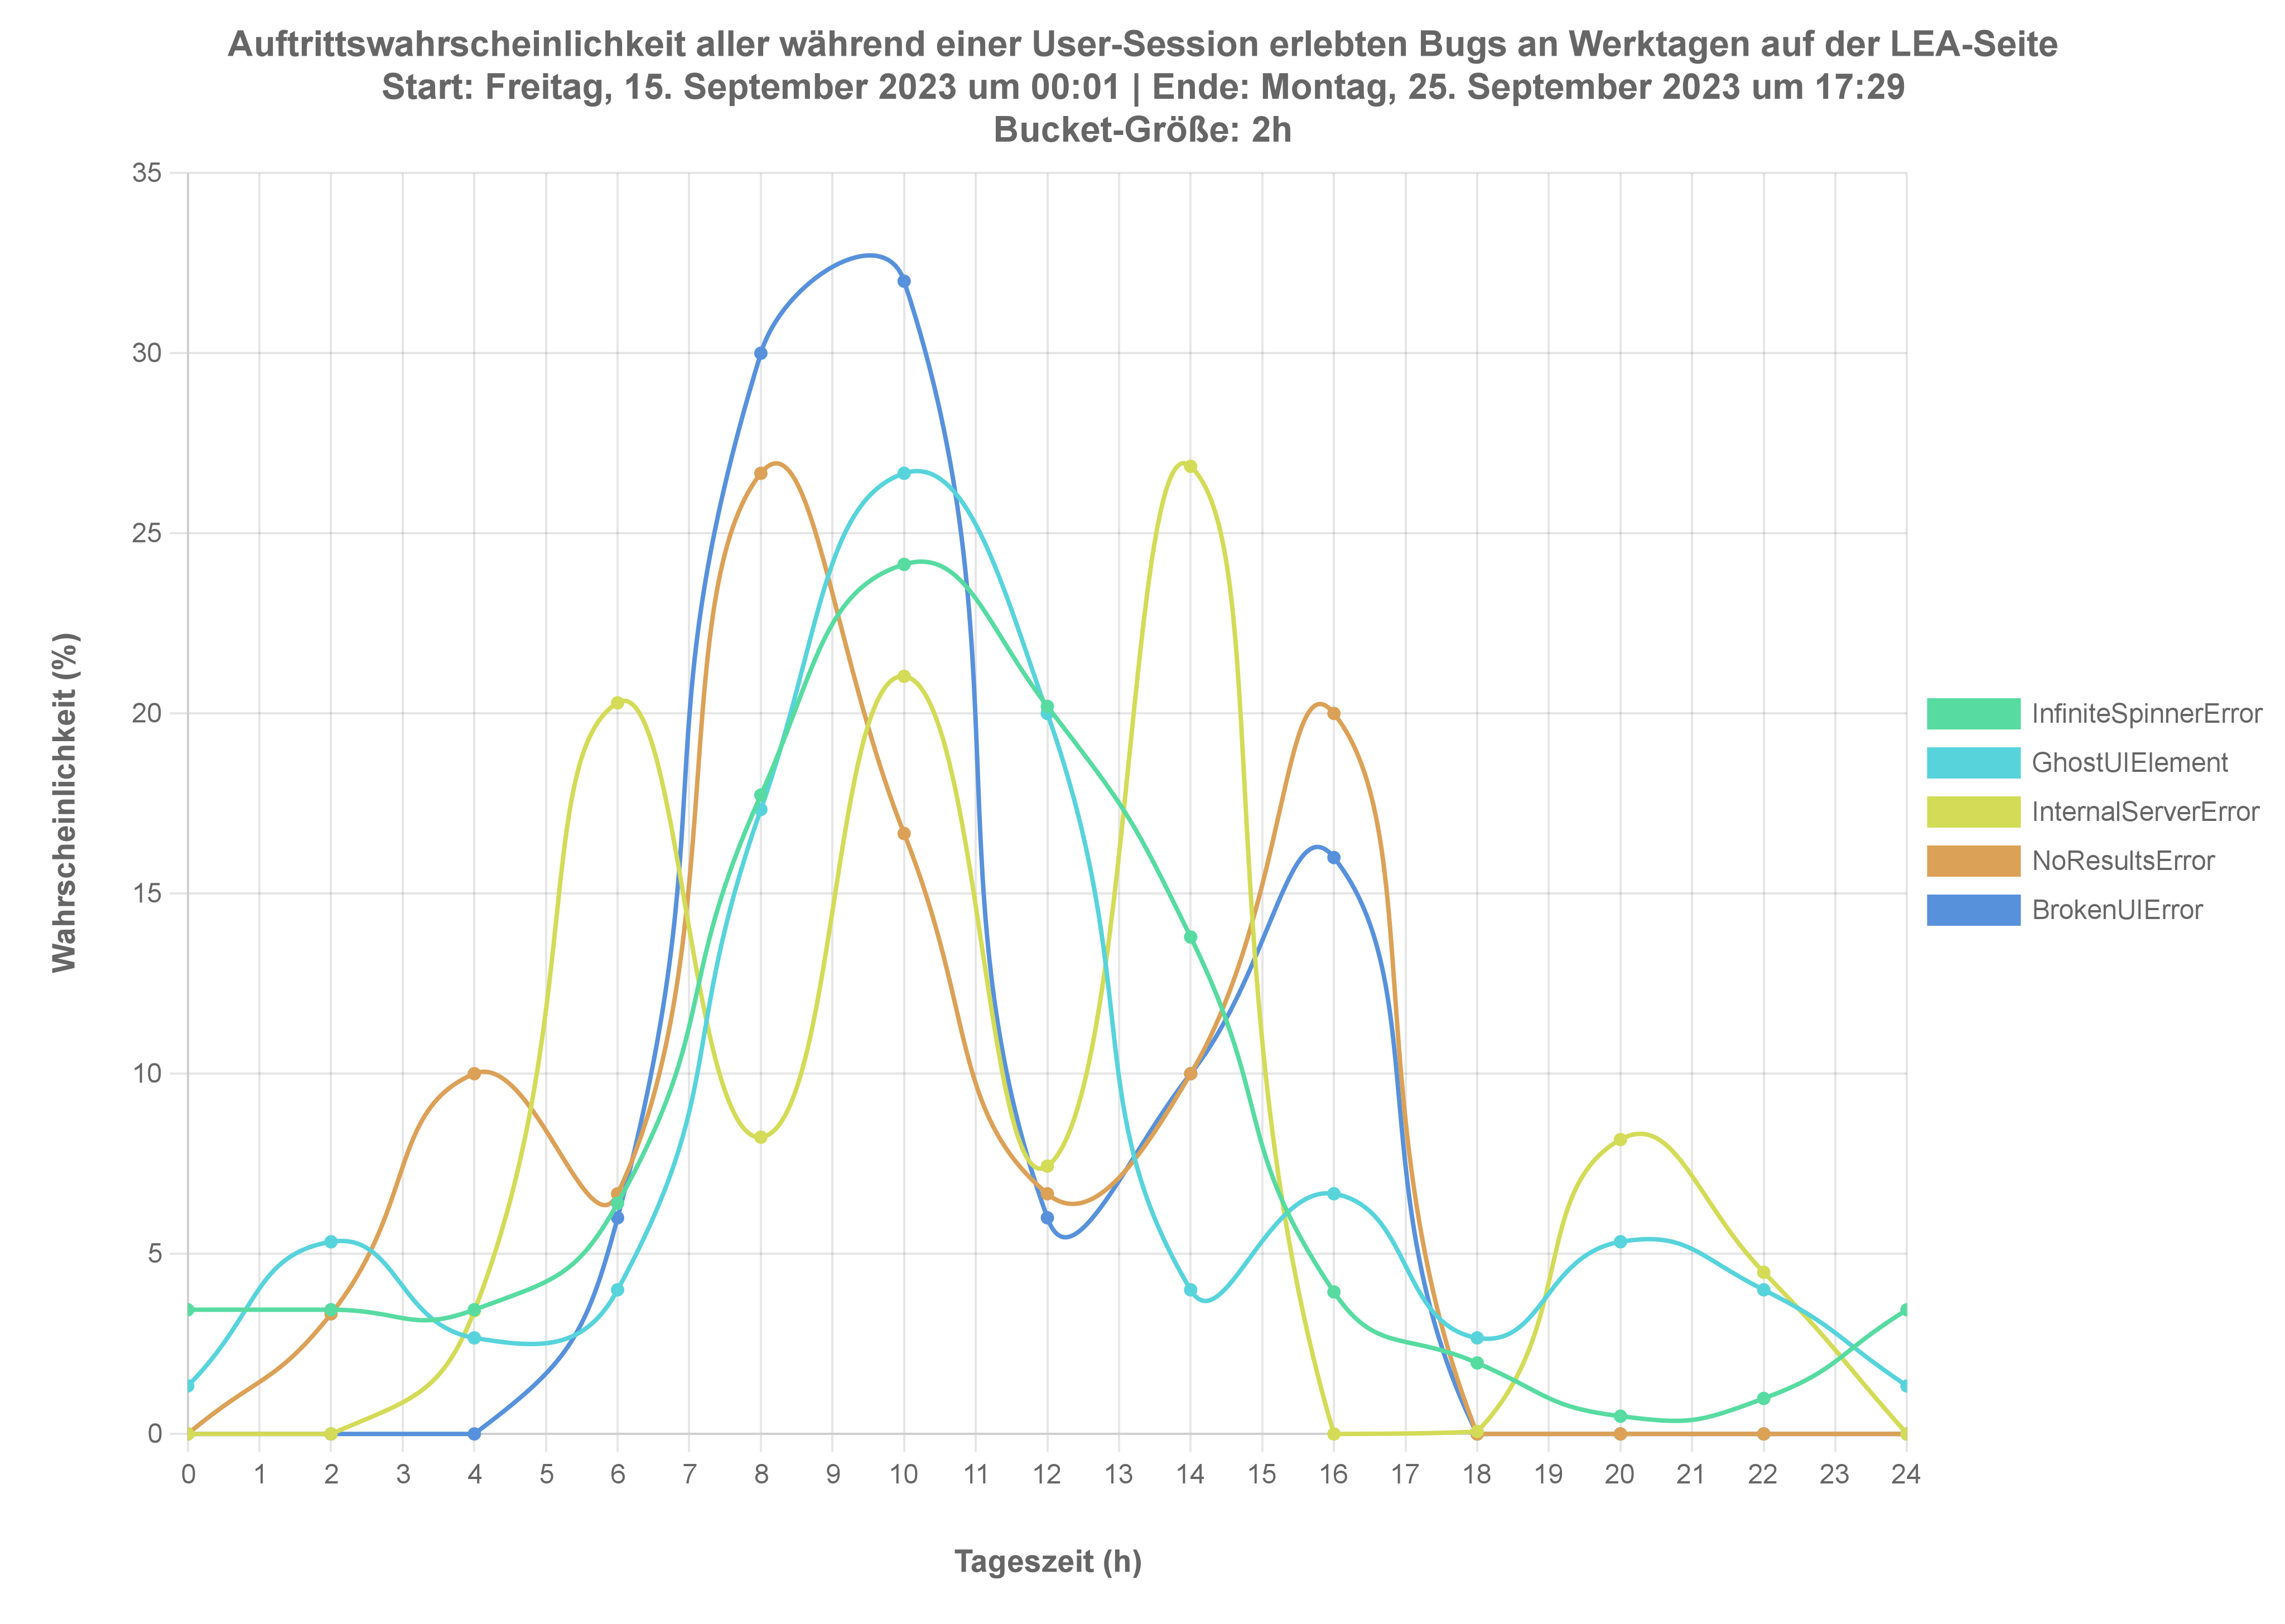 Auftrittswahrscheinlichkeit aller während einer User-Session erlebten Bugs an Werktagen auf der LEA-Seite
Start: Freitag, 15. September 2023 um 00:01 | Ende: Montag, 25. September 2023 um 17:29
Bucket-Größe: 2h
Wahrscheinlichkeit (%)
35
30
25
20
15
10
5
0
0 1 2 3 4 5 6 7 8 9 10 11 12 13 14 15 16 17 18 19 20 21 22 23 24
Tageszeit (h)
InfiniteSpinnerError
GhostUIElement
InternalServerError
NoResultsError
BrokenUIError